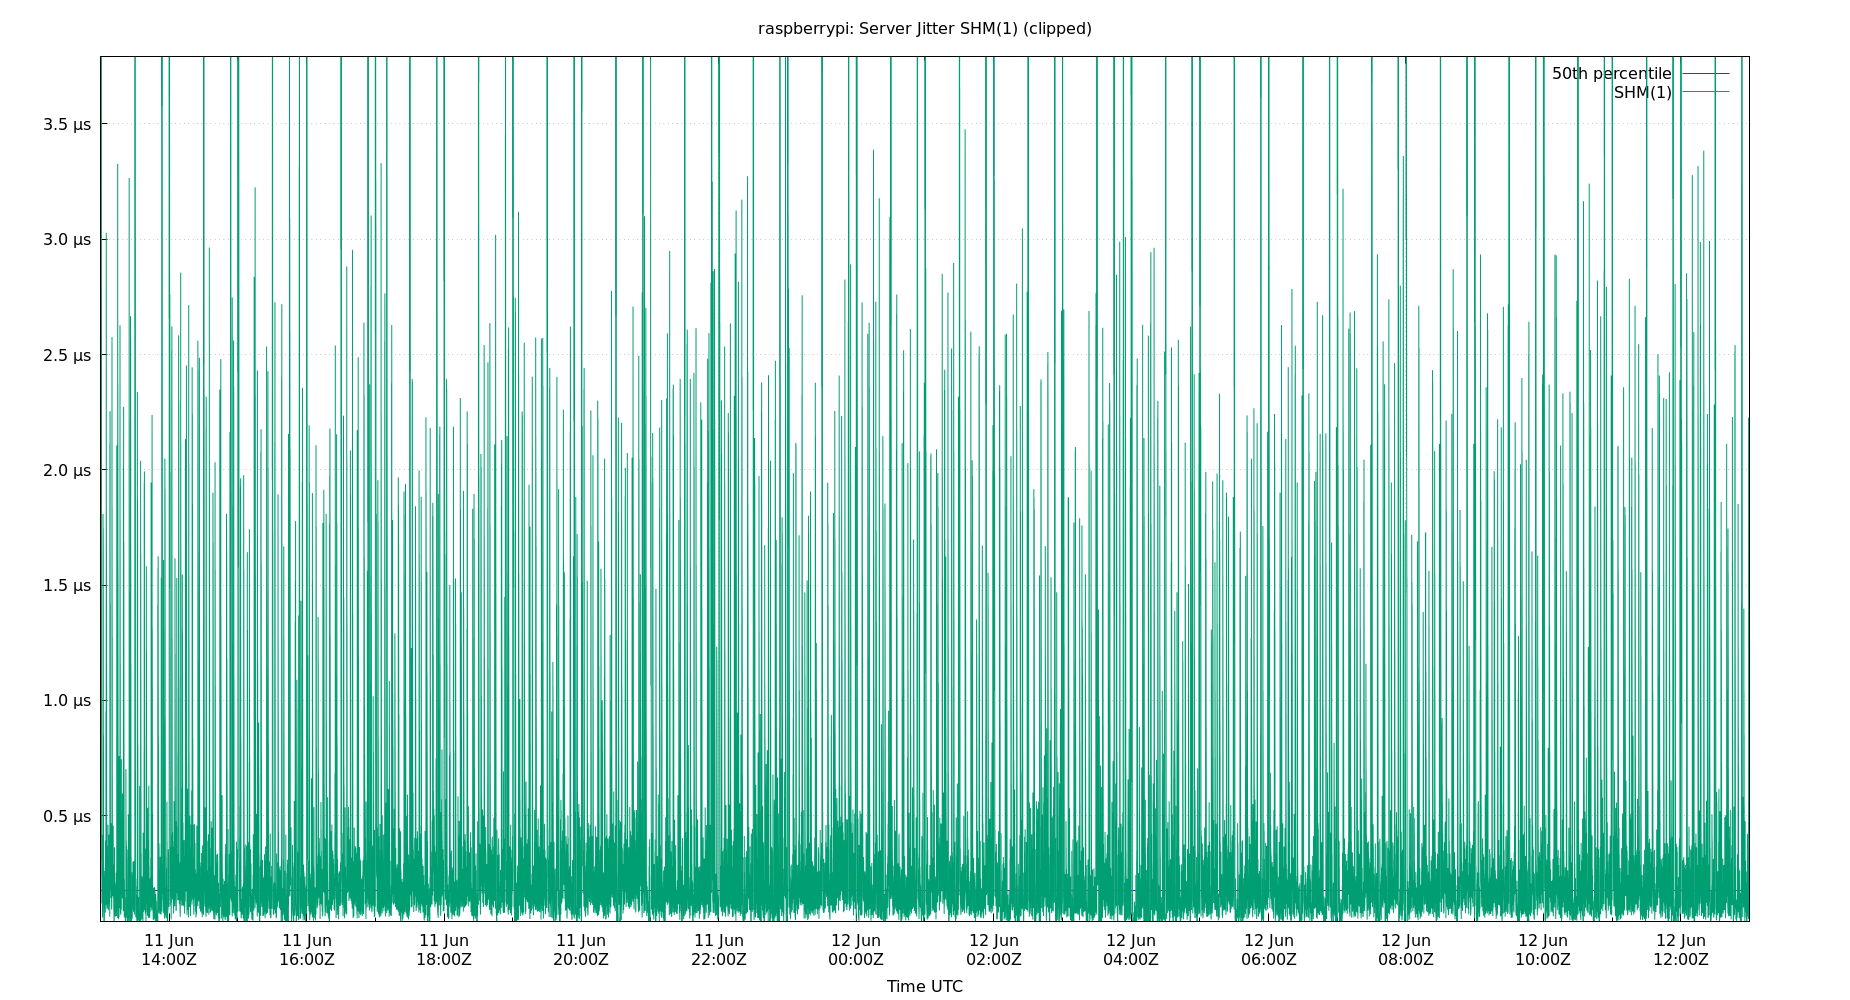 raspberrypi: Server Jitter SHM(1) (clipped)
50th percentile
SHM(1)
3.5 µs
3.0 µs
2.5 µs
2.0 µs
1.5 µs
1.0 µs
0.5 µs
11 Jun 11 Jun 11 Jun 11 Jun 11 Jun 12 Jun 12 Jun 12 Jun 12 Jun 12 Jun 12 Jun 12 Jun
14:00Z 16:00Z 18:00Z 20:00Z 22:00Z 00:00Z 02:00Z 04:00Z 06:00Z 08:00Z 10:00Z 12:00Z
Time UTC